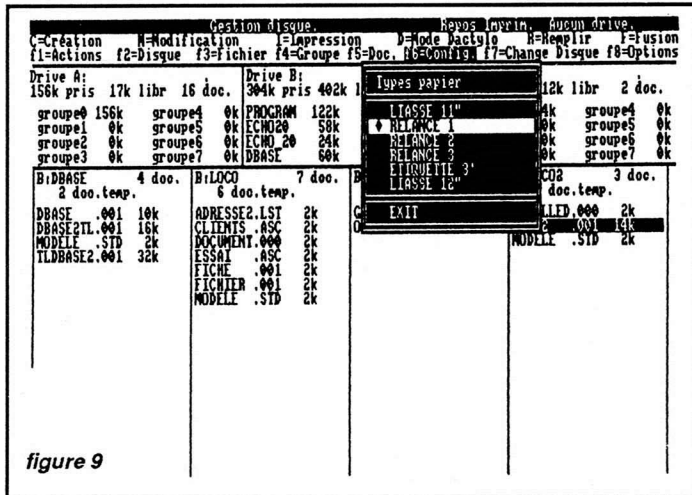 Gestion disque. Repos Imprim. Aucun drive.
C=Création M=Modification I=Impression D=Mode Dactylo R=Remplir F=Fusion
f1=Actions f2=Disque f3=Fichier f4=Groupe f5=Doc. f6=Config. f7=Change Disque f8=Options
Drive A:
156k pris 17k libr 16 doc.
groupe0 156k groupe4 0k
groupe1 0k groupe5 0k
groupe2 0k groupe6 0k
groupe3 0k groupe7 0k
Drive B:
304k pris 402k l
PROGRAM 122k
ECHO20 58k
ECHO_20 24k
DBASE 60k
Types papier
LIASSE 11"
RELANCE 1
RELANCE 2
RELANCE 3
ETIQUETTE 3'
LIASSE 12"
EXIT
12k libr 2 doc.
4k groupe4 0k
0k groupe5 0k
0k groupe6 0k
0k groupe7 0k
B:DBASE 4 doc.
2 doc.temp.
DBASE .001 10k
DBASE2TL.001 16k
MODELE .STD 2k
TLDBASE2.001 32k
B:LOCO 7 doc.
6 doc.temp.
ADRESSE2.LST 2k
CLIENTS .ASC 2k
DOCUMENT.000 2k
ESSAI .ASC 2k
FICHE .001 2k
FICHIER .001 2k
MODELE .STD 2k
CO2 3 doc.
doc.temp.
LLED.000 2k
.001 14k
MODELE .STD 2k
figure 9